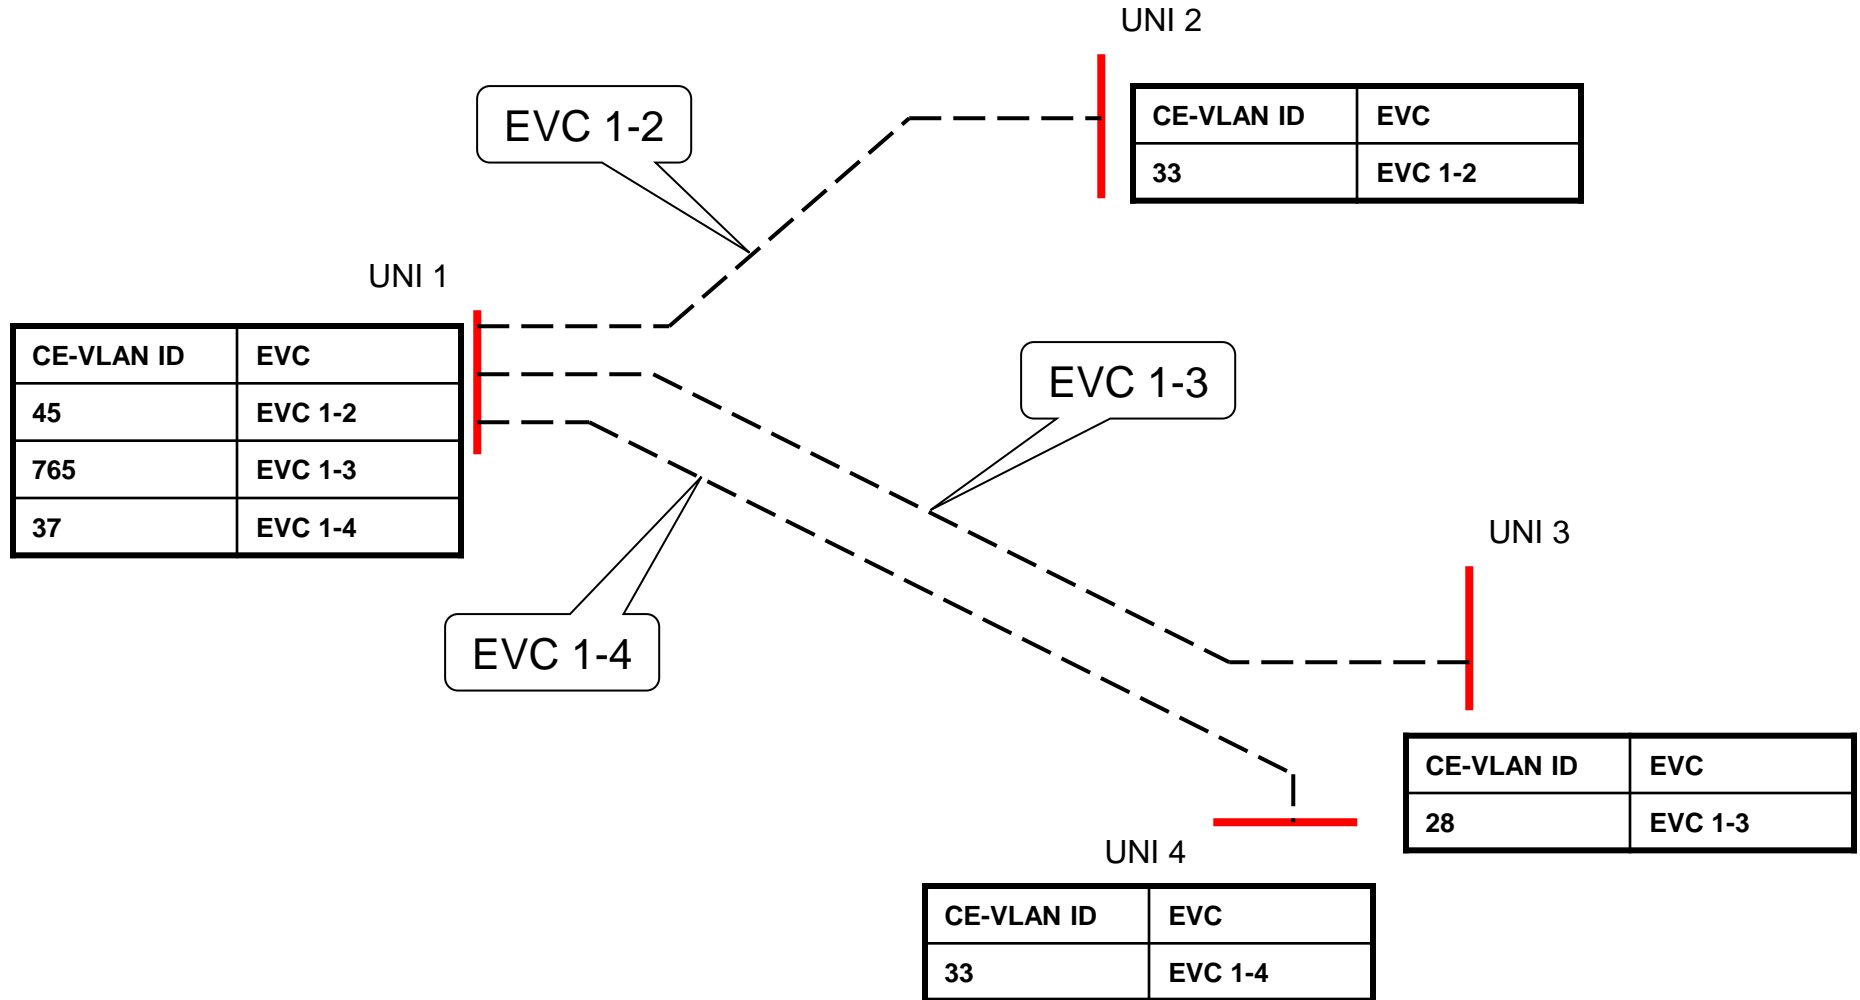 UNI 2
EVC 1-2
CE-VLAN ID EVC
33 EVC 1-2
UNI 1
CE-VLAN ID EVC
45 EVC 1-2
765 EVC 1-3
37 EVC 1-4
EVC 1-3
UNI 3
EVC 1-4
CE-VLAN ID EVC
28 EVC 1-3
UNI 4
CE-VLAN ID EVC
33 EVC 1-4